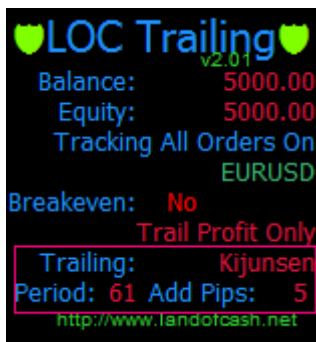 LOC Trailing
v2.01
Balance: 5000.00
Equity: 5000.00
Tracking All Orders On
EURUSD
Breakeven: No
Trail Profit Only
Trailing: Kijunsen
Period: 61 Add Pips: 5
http://www.landofcash.net